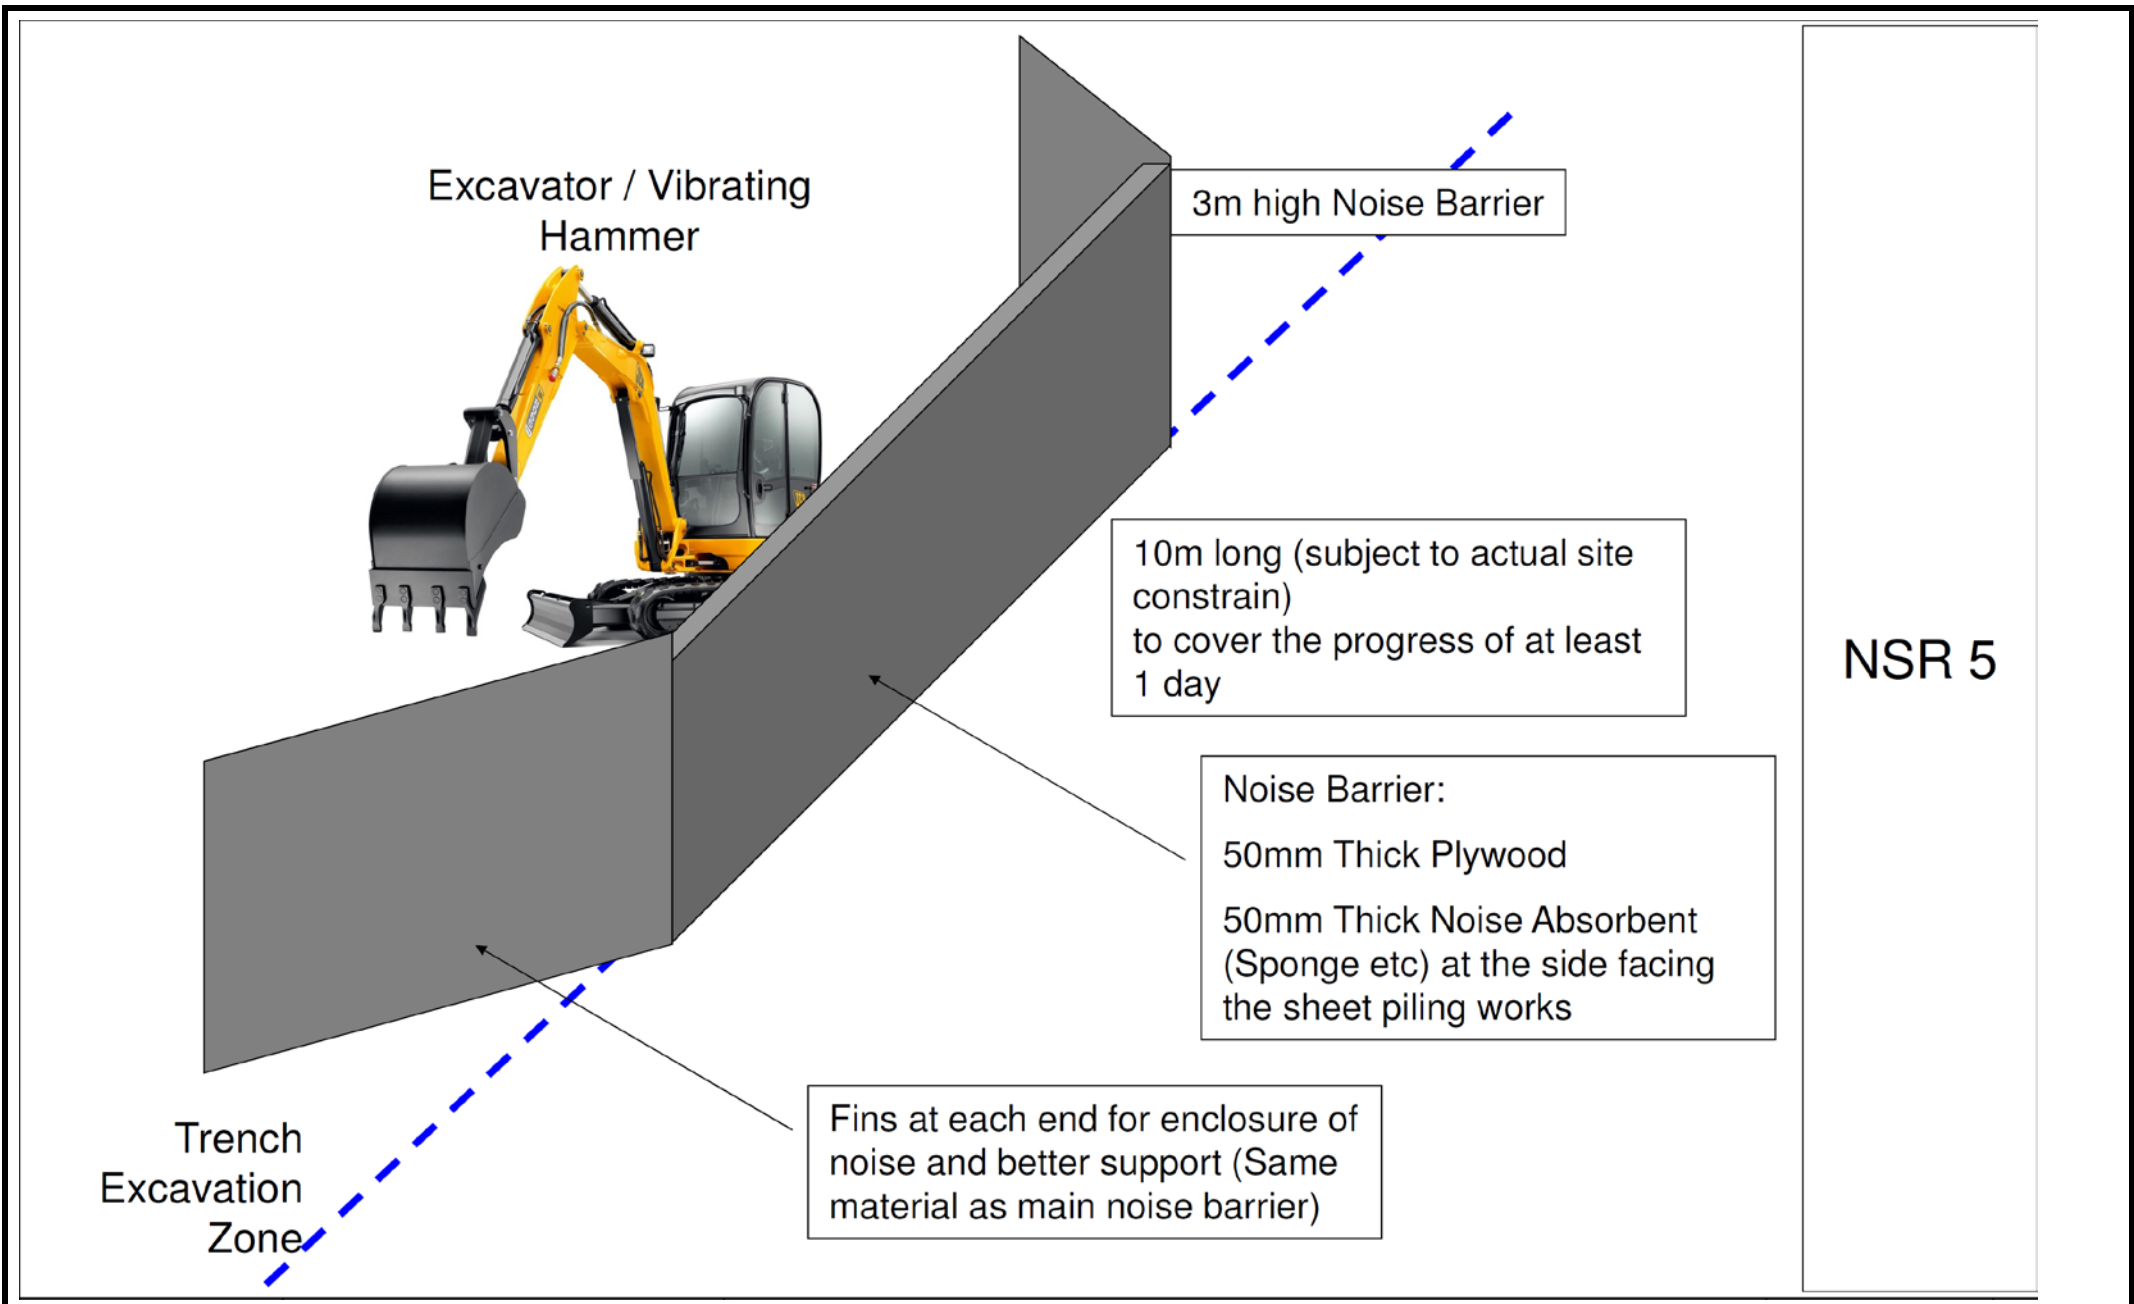 Excavator / Vibrating
Hammer
3m high Noise Barrier
10m long (subject to actual site
constrain)
to cover the progress of at least
1 day
NSR 5
Noise Barrier:
50mm Thick Plywood
50mm Thick Noise Absorbent
(Sponge etc) at the side facing
the sheet piling works
Fins at each end for enclosure of
noise and better support (Same
material as main noise barrier)
Trench
Excavation
Zone